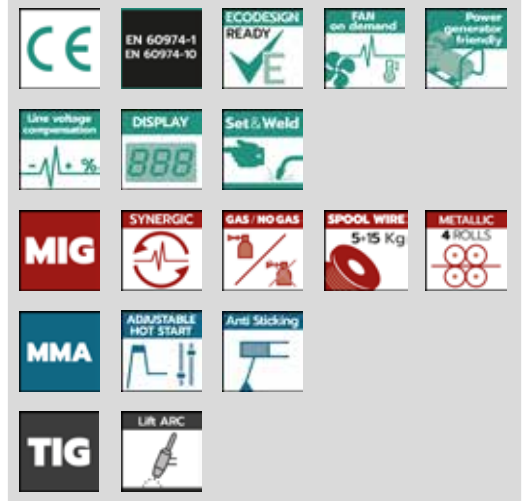 CE
EN 60974-1
EN 60974-10
ECODESIGN
READY
E
FAN
on demand
Power
generator
friendly
Line voltage
compensation
- + %
DISPLAY
888
Set & Weld
MIG
SYNERGIC
GAS / NO GAS
SPOOL WIRE
5÷15 Kg
METALLIC
4 ROLLS
MMA
ADJUSTABLE
HOT START
Anti Sticking
TIG
Lift ARC